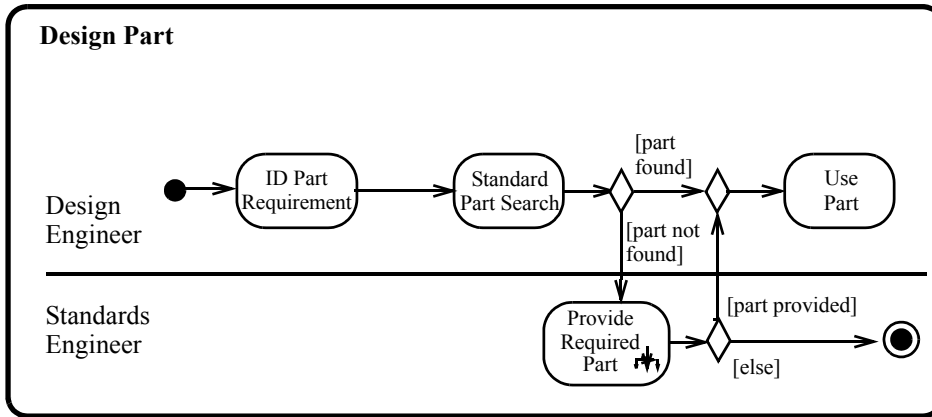 Design Part
[part
found]
ID Part
Requirement
Standard
Part Search
Use
Part
Design
Engineer
[part not
found]
Standards
Engineer
Provide
Required
Part
[part provided]
[else]